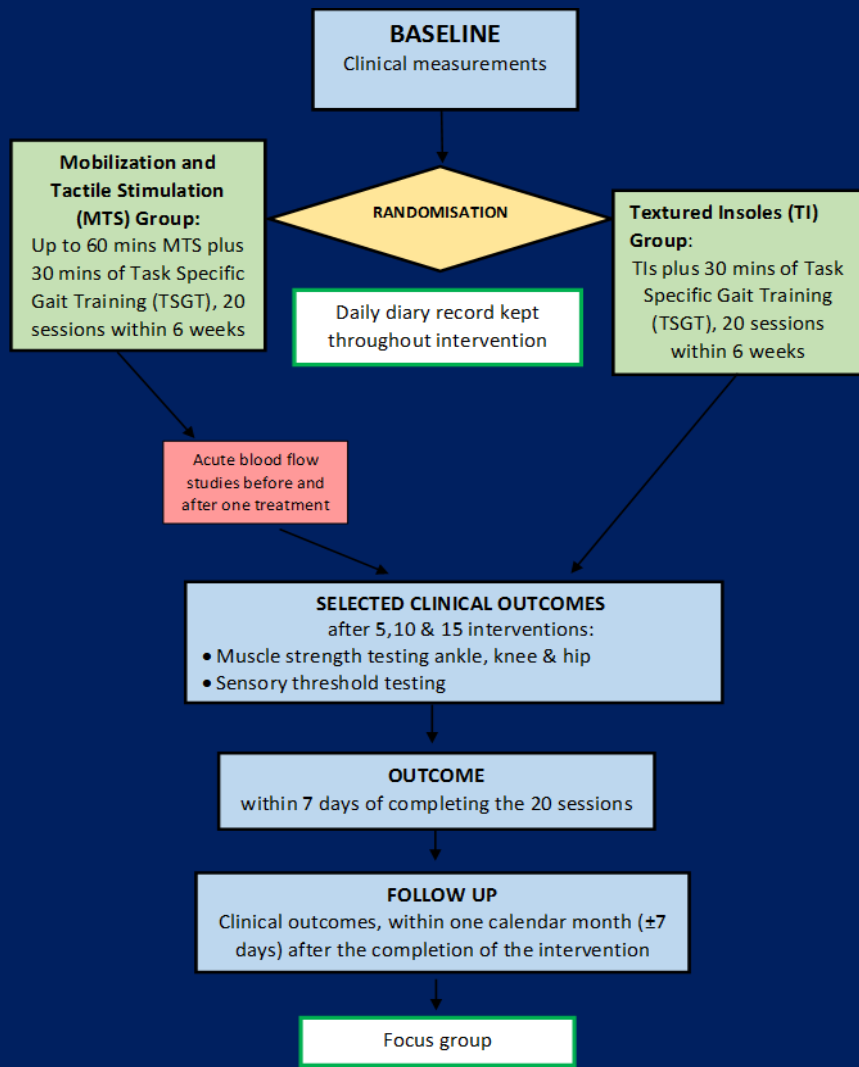 BASELINE
Clinical measurements
Mobilization and
Tactile Stimulation
(MTS) Group:
Up to 60 mins MTS plus
30 mins of Task Specific
Gait Training (TSGT), 20
sessions within 6 weeks
RANDOMISATION
Textured Insoles (TI)
Group:
TIs plus 30 mins of Task
Specific Gait Training
(TSGT), 20 sessions
within 6 weeks
Daily diary record kept
throughout intervention
Acute blood flow
studies before and
after one treatment
SELECTED CLINICAL OUTCOMES
after 5,10 & 15 interventions:
• Muscle strength testing ankle, knee & hip
• Sensory threshold testing
OUTCOME
within 7 days of completing the 20 sessions
FOLLOW UP
Clinical outcomes, within one calendar month (±7
days) after the completion of the intervention
Focus group